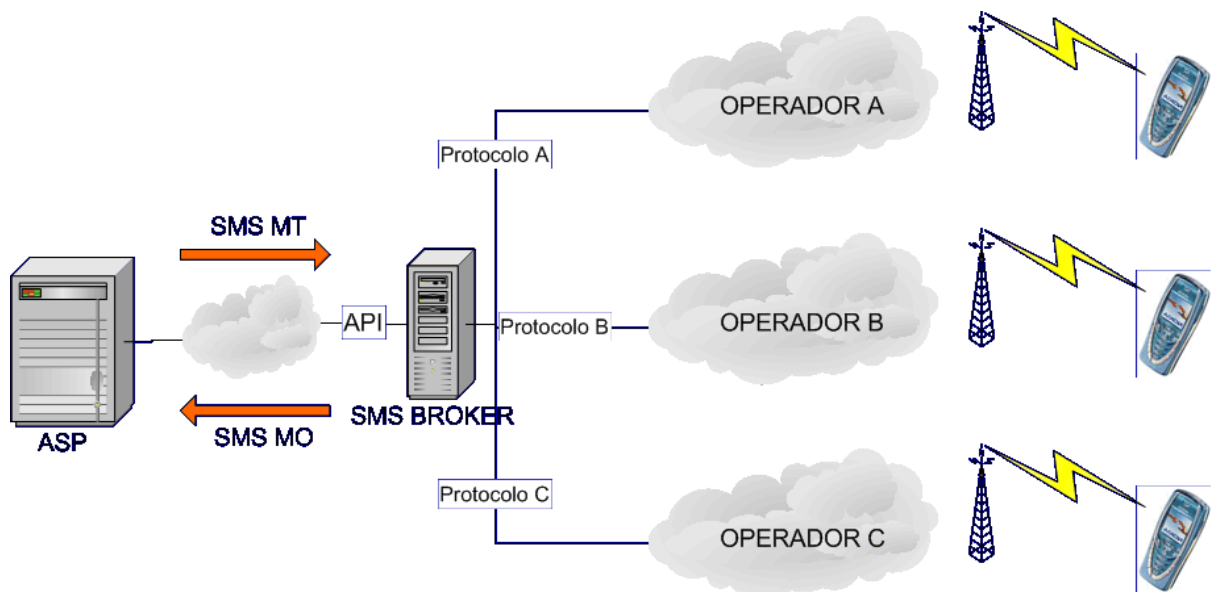 OPERADOR A
Protocolo A
SMS MT
API
Protocolo B
OPERADOR B
SMS BROKER
ASP
SMS MO
Protocolo C
OPERADOR C